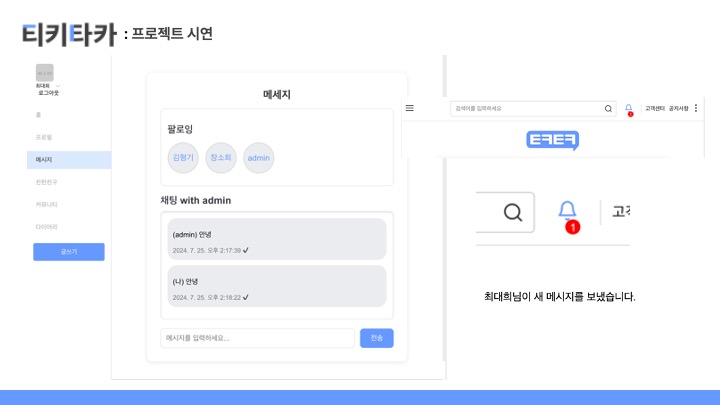 티키타카 : 프로젝트 시연
최대희
로그아웃
홈
프로필
메시지
친한친구
커뮤니티
다이어리
글쓰기
메세지
팔로잉
김형기 장소희 admin
채팅 with admin
(admin) 안녕
2024. 7. 25. 오후 2:17:39 ✓
(나) 안녕
2024. 7. 25. 오후 2:18:22 ✓
메시지를 입력하세요...
전송
검색어를 입력하세요
1
고객센터 공지사항
ㅌㅋㅌㅋ
1
최대희님이 새 메시지를 보냈습니다.